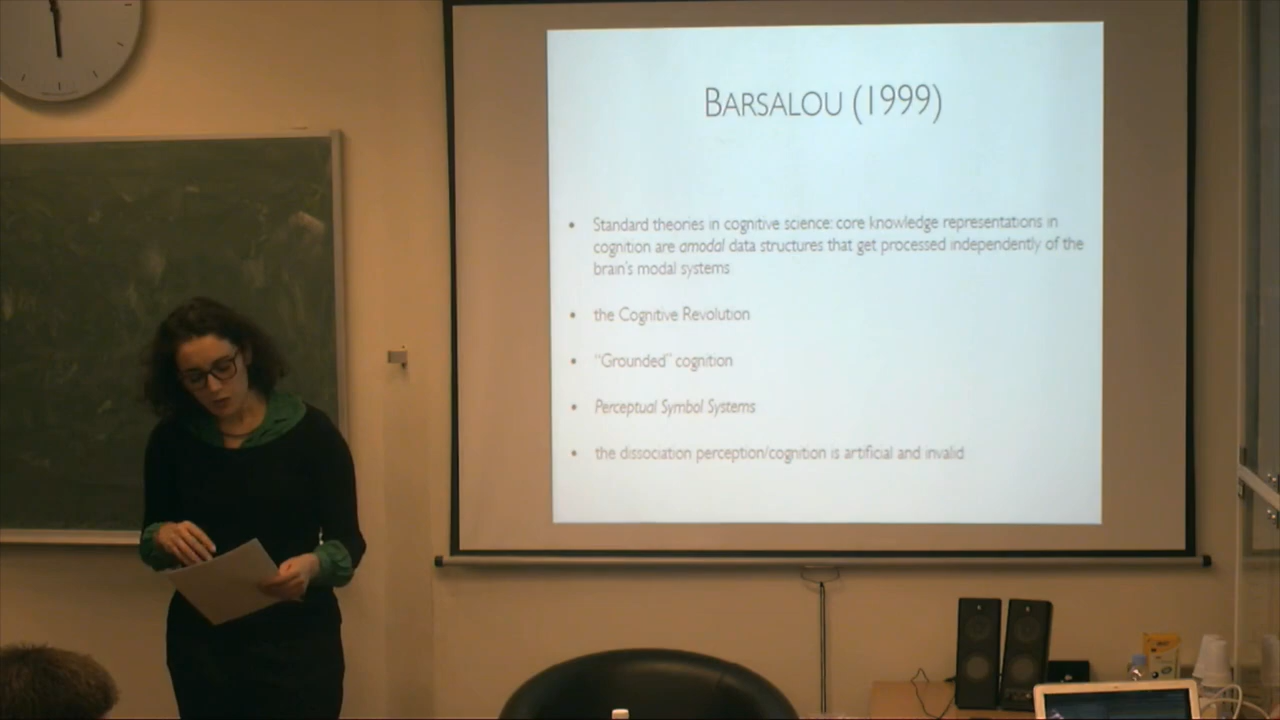 BARSALOU (1999)
• Standard theories in cognitive science: core knowledge representations in
cognition are amodal data structures that get processed independently of the
brain's modal systems
• the Cognitive Revolution
• "Grounded" cognition
• Perceptual Symbol Systems
• the dissociation perception/cognition is artificial and invalid